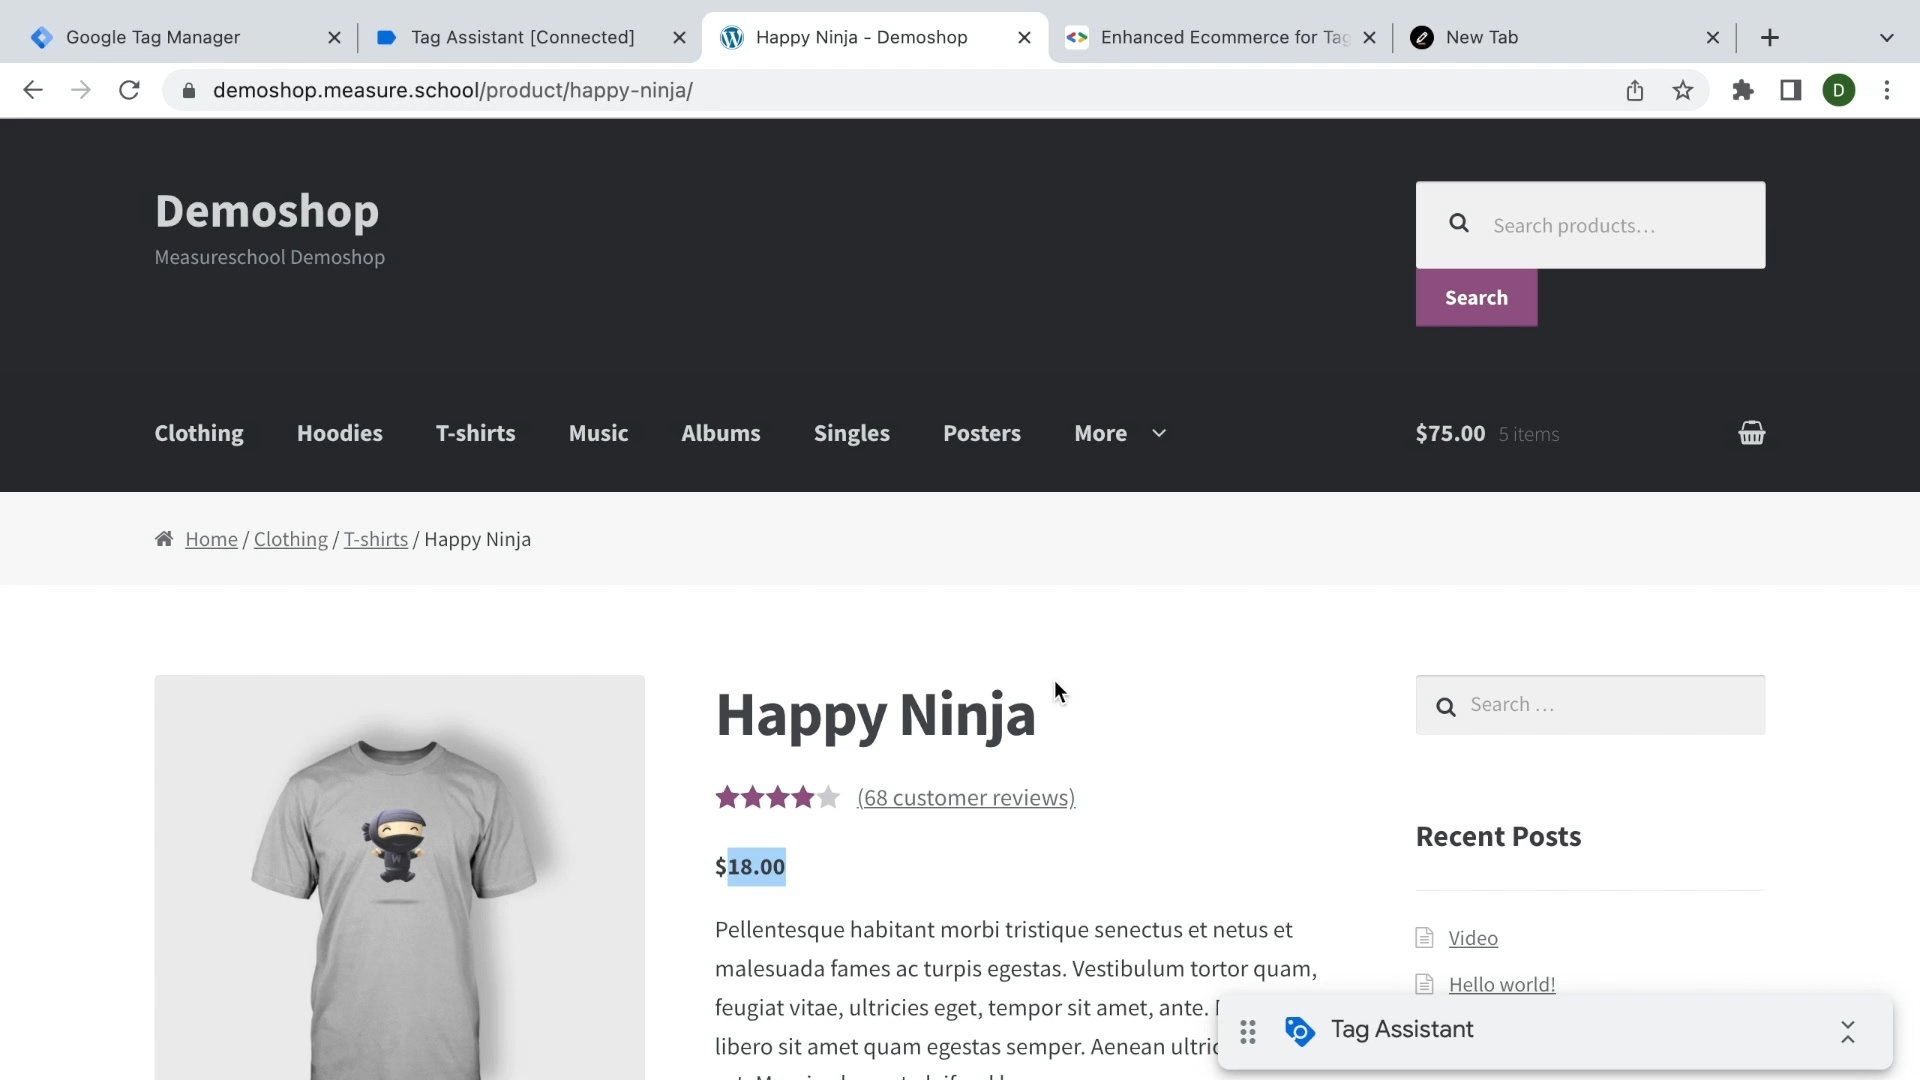 Google Tag Manager
Tag Assistant [Connected]
Happy Ninja - Demoshop
Enhanced Ecommerce for Tag
New Tab
demoshop.measure.school/product/happy-ninja/
D
Demoshop
Measureschool Demoshop
Search products…
Search
Clothing
Hoodies
T-shirts
Music
Albums
Singles
Posters
More
$75.00 5 items
Home / Clothing / T-shirts / Happy Ninja
Happy Ninja
(68 customer reviews)
$18.00
Pellentesque habitant morbi tristique senectus et netus et
malesuada fames ac turpis egestas. Vestibulum tortor quam,
feugiat vitae, ultricies eget, tempor sit amet, ante.
libero sit amet quam egestas semper. Aenean
W
Search …
Recent Posts
Video
Hello world!
Tag Assistant